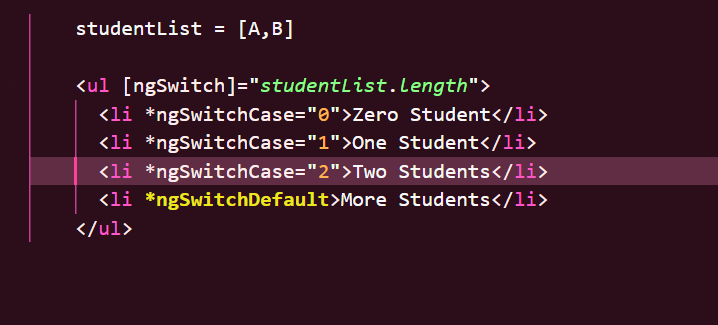 studentList = [A,B]
<ul [ngSwitch]="studentList.length">
<li *ngSwitchCase="0">Zero Student</li>
<li *ngSwitchCase="1">One Student</li>
<li *ngSwitchCase="2">Two Students</li>
<li *ngSwitchDefault>More Students</li>
</ul>